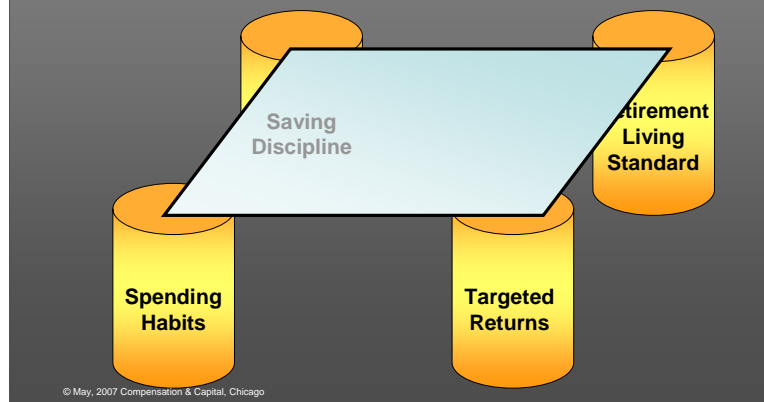 Saving
Discipline
etirement
Living
Standard
Spending
Habits
Targeted
Returns
© May, 2007 Compensation & Capital, Chicago